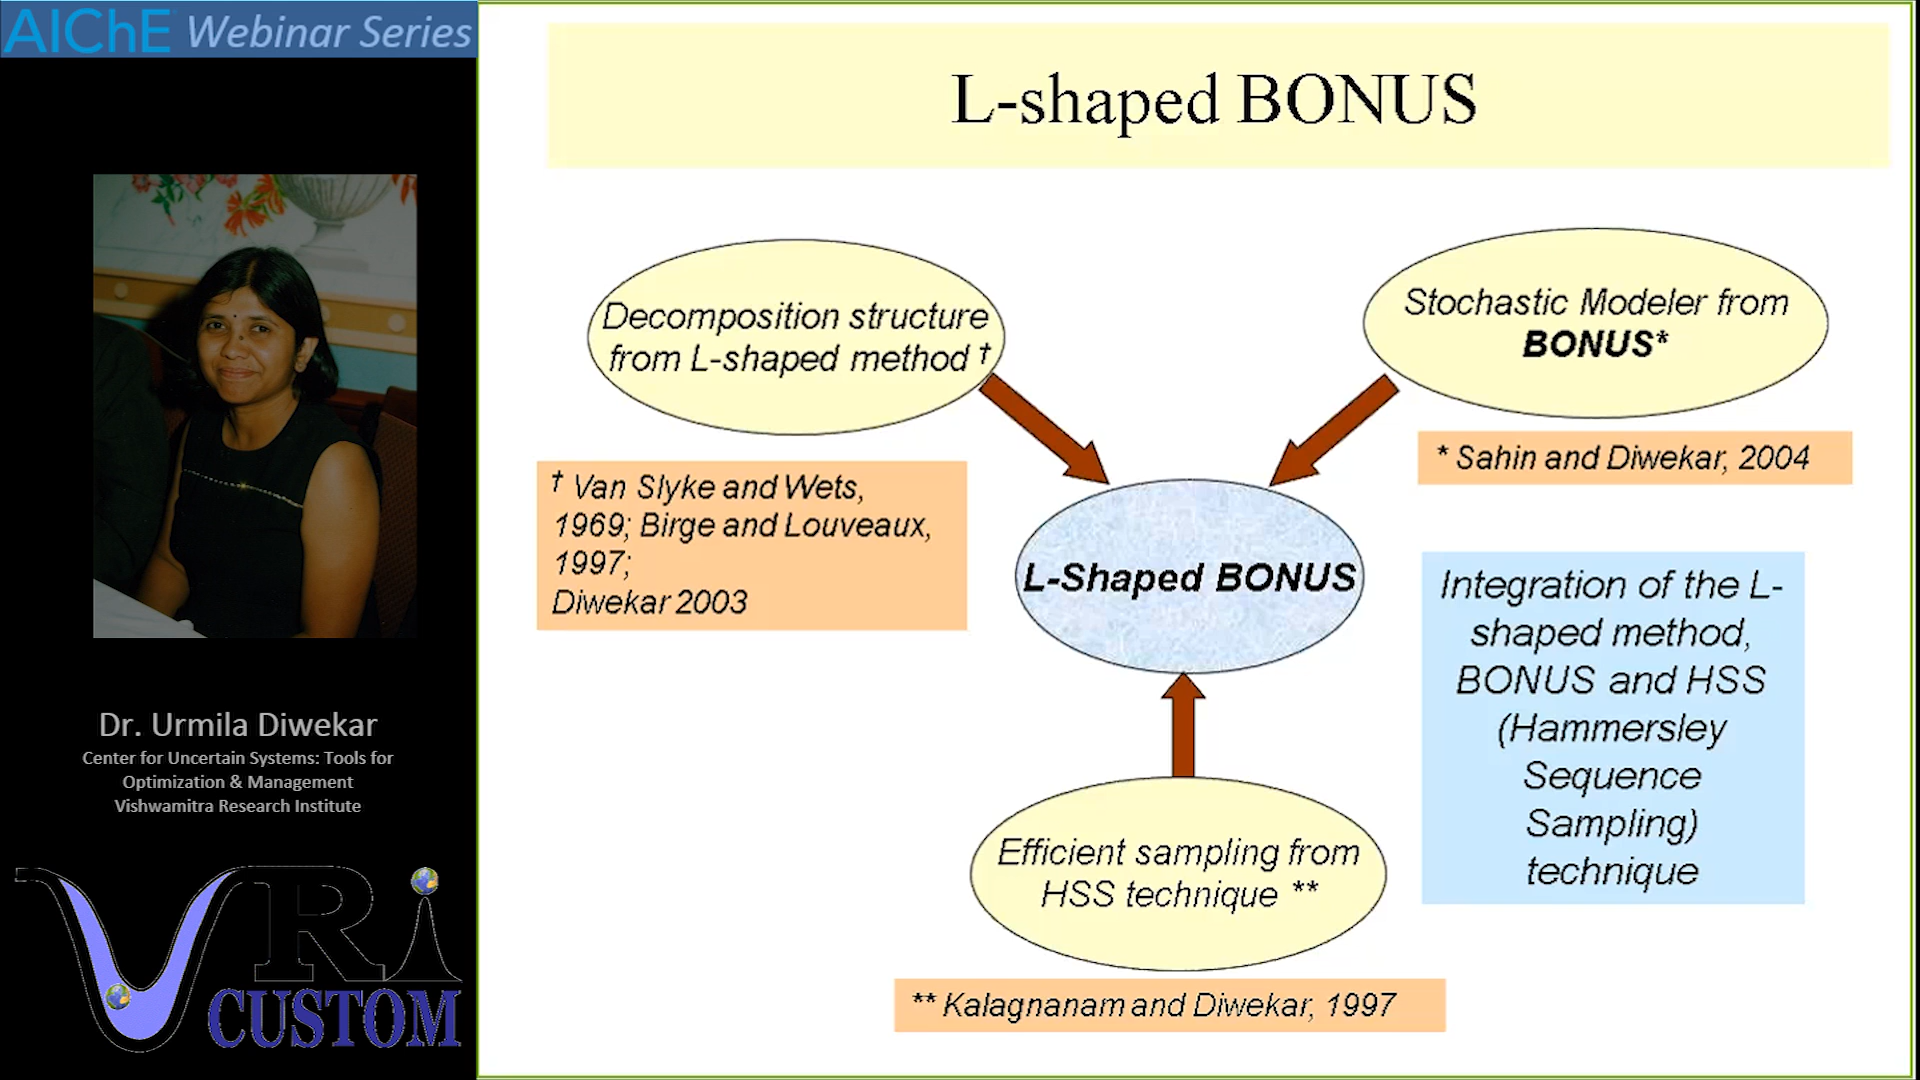 AIChE Webinar Series
L-shaped BONUS
Decomposition structure
from L-shaped method †
Stochastic Modeler from
BONUS*
* Sahin and Diwekar, 2004
† Van Slyke and Wets,
1969; Birge and Louveaux,
1997;
Diwekar 2003
L-Shaped BONUS
Integration of the L-
shaped method,
BONUS and HSS
(Hammersley
Sequence
Sampling)
technique
Efficient sampling from
HSS technique **
** Kalagnanam and Diwekar, 1997
Dr. Urmila Diwekar
Center for Uncertain Systems: Tools for
Optimization & Management
Vishwamitra Research Institute
VRi
CUSTOM